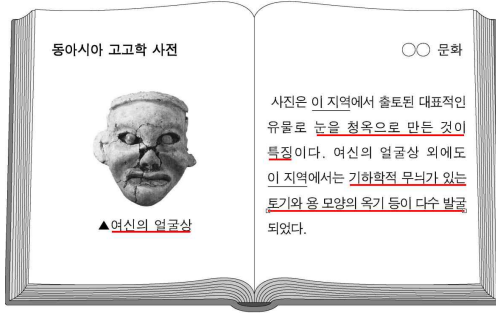 동아시아 고고학 사전
▲여신의 얼굴상
○○ 문화
사진은 이 지역에서 출토된 대표적인
유물로 눈을 청옥으로 만든 것이
특징이다. 여신의 얼굴상 외에도
이 지역에서는 기하학적 무늬가 있는
토기와 용 모양의 옥기 등이 다수 발굴
되었다.